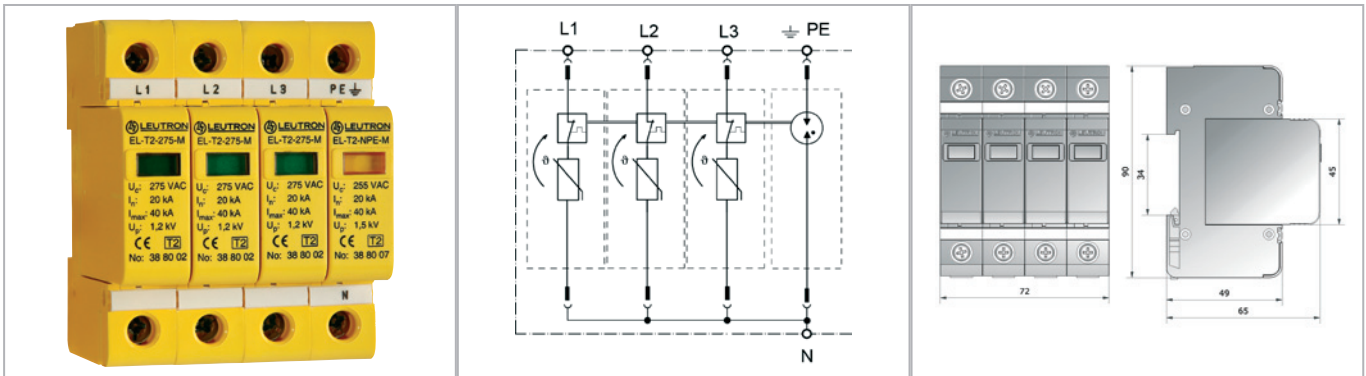 L1 L2 L3 PE
LEUTRON LEUTRON LEUTRON LEUTRON
EL-T2-275-M EL-T2-275-M EL-T2-275-M EL-T2-NPE-M
Uc: 275 VAC Uc: 275 VAC Uc: 275 VAC Uc: 255 VAC
In: 20 kA In: 20 kA In: 20 kA In: 20 kA
Imax: 40 kA Imax: 40 kA Imax: 40 kA Imax: 40 kA
Up: 1,2 kV Up: 1,2 kV Up: 1,2 kV Up: 1,5 kV
CE T2 CE T2 CE T2 CE T2
No: 38 80 02 No: 38 80 02 No: 38 80 02 No: 38 80 07
N
L1 L2 L3 PE
ϑ ϑ ϑ
N
LEUTRON LEUTRON LEUTRON LEUTRON
72
90
34
45
49
65